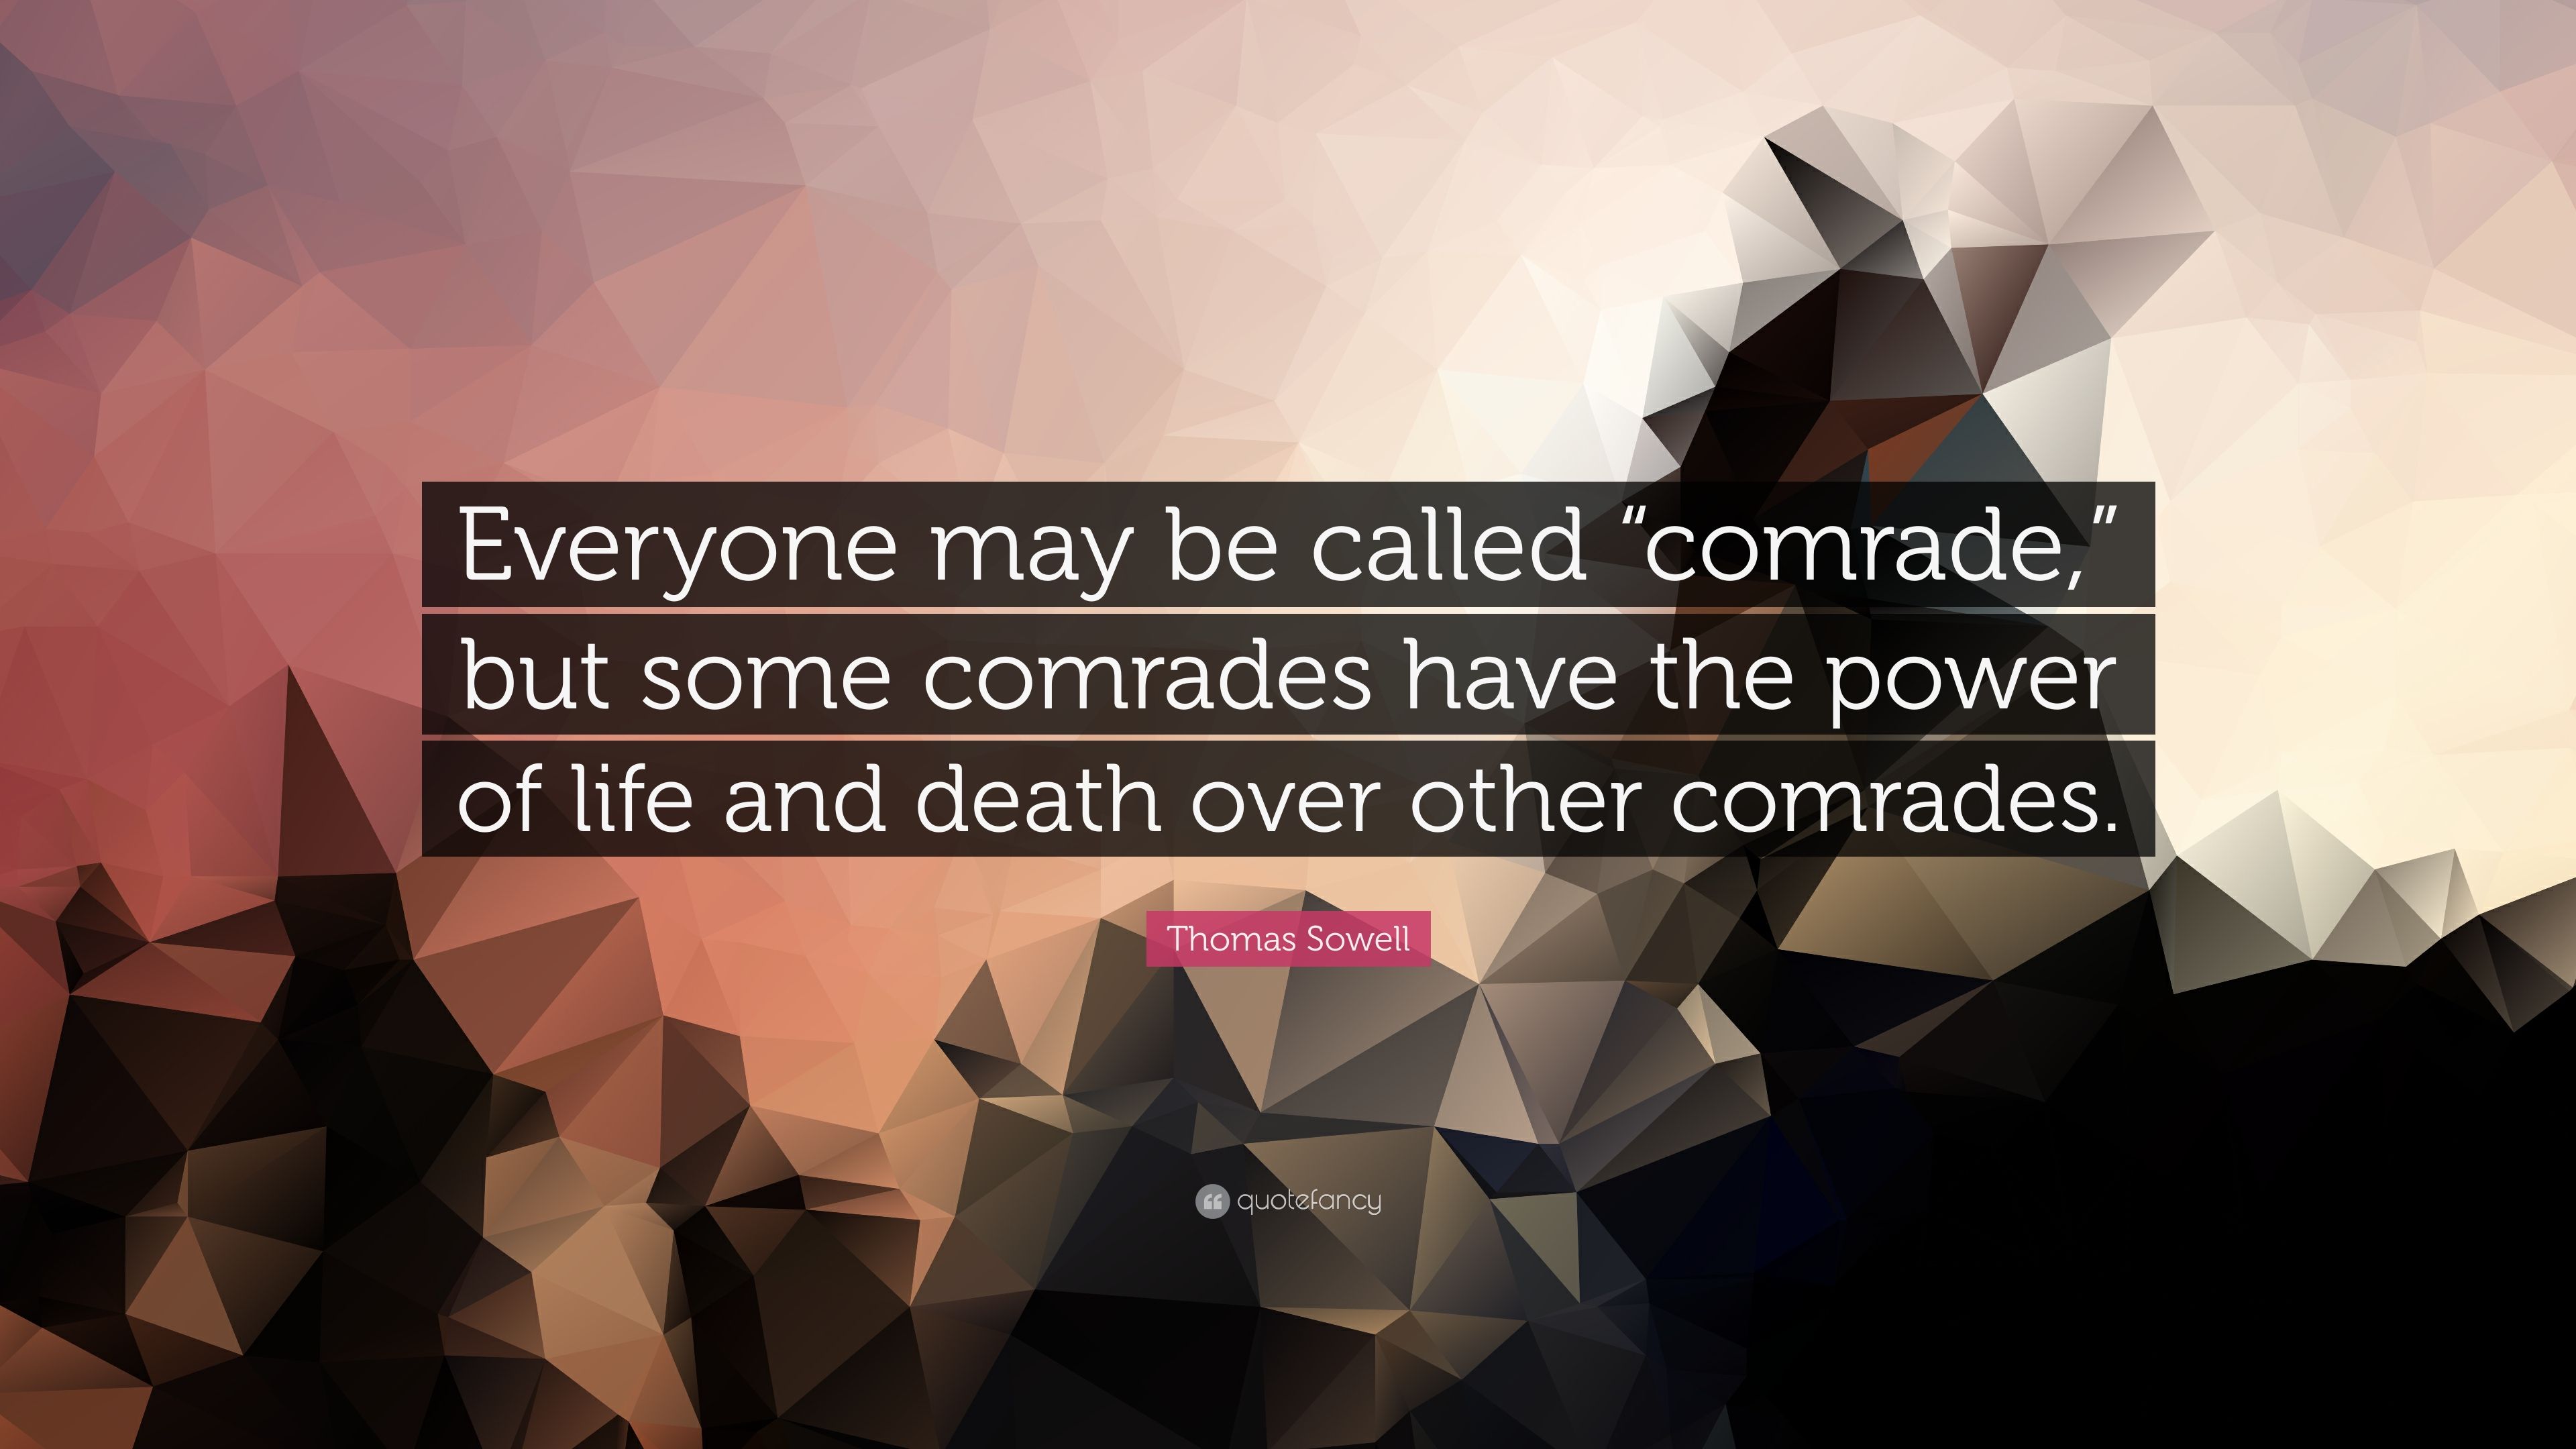 Everyone may be called “comrade,”
but some comrades have the power
of life and death over other comrades.
Thomas Sowell
quotefancy